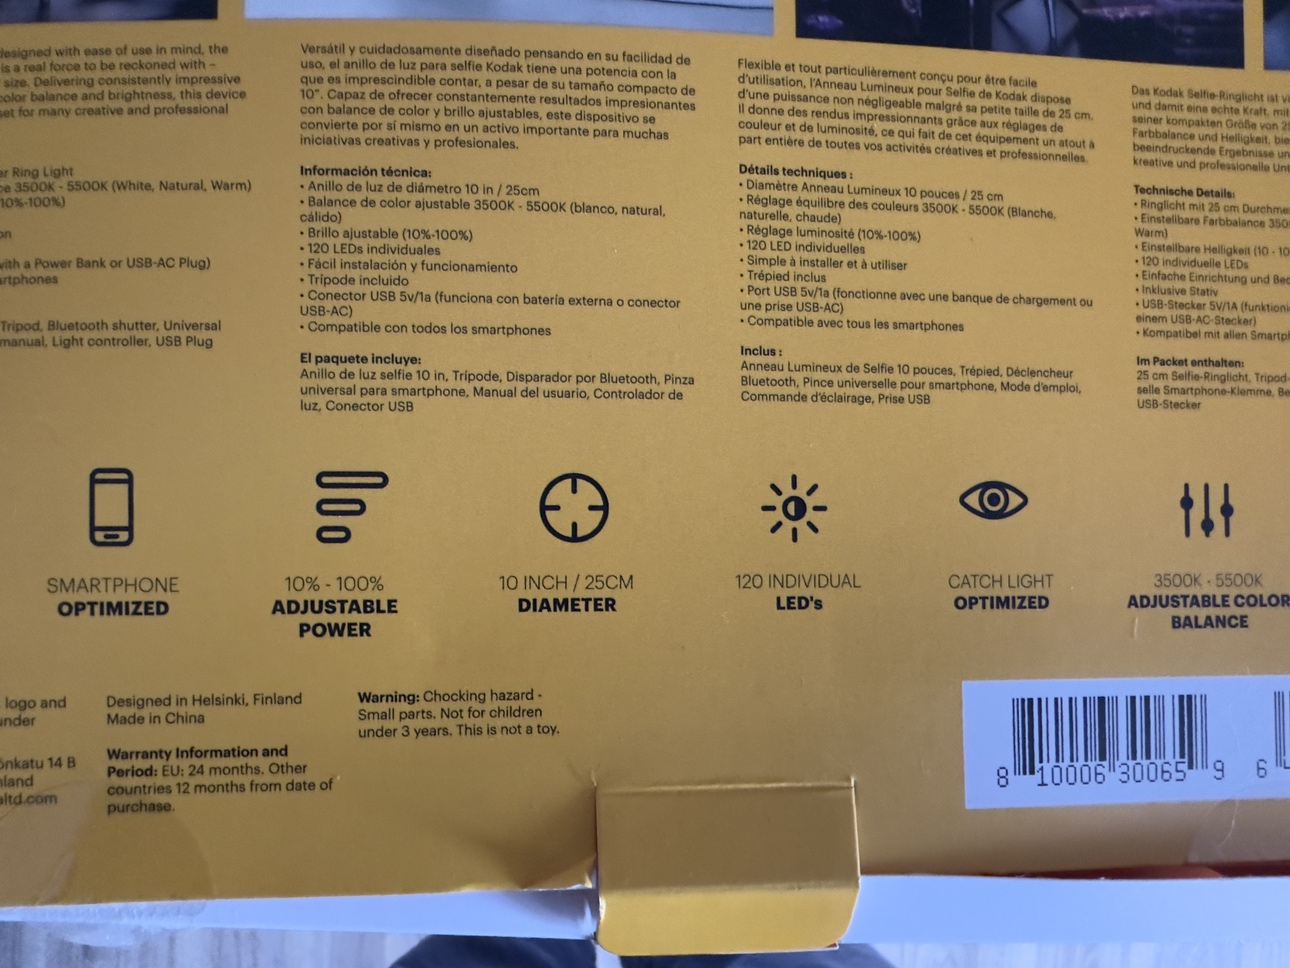 designed with ease of use in mind, the
is a real force to be reckoned with –
size. Delivering consistently impressive
color balance and brightness, this device
set for many creative and professional
er Ring Light
ce 3500K - 5500K (White, Natural, Warm)
10%-100%)
on
with a Power Bank or USB-AC Plug)
artphones
Tripod, Bluetooth shutter, Universal
manual, Light controller, USB Plug
Versátil y cuidadosamente diseñado pensando en su facilidad de
uso, el anillo de luz para selfie Kodak tiene una potencia con la
que es imprescindible contar, a pesar de su tamaño compacto de
10". Capaz de ofrecer constantemente resultados impresionantes
con balance de color y brillo ajustables, este dispositivo se
convierte por sí mismo en un activo importante para muchas
iniciativas creativas y profesionales.
Información técnica:
• Anillo de luz de diámetro 10 in / 25cm
• Balance de color ajustable 3500K - 5500K (blanco, natural,
cálido)
• Brillo ajustable (10%-100%)
• 120 LEDs individuales
• Fácil instalación y funcionamiento
• Trípode incluido
• Conector USB 5v/1a (funciona con batería externa o conector
USB-AC)
• Compatible con todos los smartphones
El paquete incluye:
Anillo de luz selfie 10 in, Trípode, Disparador por Bluetooth, Pinza
universal para smartphone, Manual del usuario, Controlador de
luz, Conector USB
Flexible et tout particulièrement conçu pour être facile
d'utilisation, l'Anneau Lumineux pour Selfie de Kodak dispose
d'une puissance non négligeable malgré sa petite taille de 25 cm.
Il donne des rendus impressionnants grâce aux réglages de
couleur et de luminosité, ce qui fait de cet équipement un atout à
part entière de toutes vos activités créatives et professionnelles.
Détails techniques :
• Diamètre Anneau Lumineux 10 pouces / 25 cm
• Réglage équilibre des couleurs 3500K - 5500K (Blanche,
naturelle, chaude)
• Réglage luminosité (10%-100%)
• 120 LED individuelles
• Simple à installer et à utiliser
• Trépied inclus
• Port USB 5v/1a (fonctionne avec une banque de chargement ou
une prise USB-AC)
• Compatible avec tous les smartphones
Inclus :
Anneau Lumineux de Selfie 10 pouces, Trépied, Déclencheur
Bluetooth, Pince universelle pour smartphone, Mode d'emploi,
Commande d'éclairage, Prise USB
Das Kodak Selfie-Ringlicht ist vi
und damit eine echte Kraft, mit
seiner kompakten Größe von 25
Farbbalance und Helligkeit, bie
beeindruckende Ergebnisse un
kreative und professionelle Unt
Technische Details:
• Ringlicht mit 25 cm Durchme
• Einstellbare Farbbalance 350
Warm)
• Einstellbare Helligkeit (10 - 10
• 120 individuelle LEDs
• Einfache Einrichtung und Bed
• Inklusive Stativ
• USB-Stecker 5V/1A (funktioni
einem USB-AC-Stecker)
• Kompatibel mit allen Smartph
Im Packet enthalten:
25 cm Selfie-Ringlicht, Tripod-
selle Smartphone-Klemme, Be
USB-Stecker
SMARTPHONE
OPTIMIZED
10% - 100%
ADJUSTABLE
POWER
10 INCH / 25CM
DIAMETER
120 INDIVIDUAL
LED's
CATCH LIGHT
OPTIMIZED
3500K - 5500K
ADJUSTABLE COLOR
BALANCE
logo and
under
önkatu 14 B
nland
altd.com
Designed in Helsinki, Finland
Made in China
Warranty Information and
Period: EU: 24 months. Other
countries 12 months from date of
purchase.
Warning: Chocking hazard -
Small parts. Not for children
under 3 years. This is not a toy.
8 10006 30065 9 6